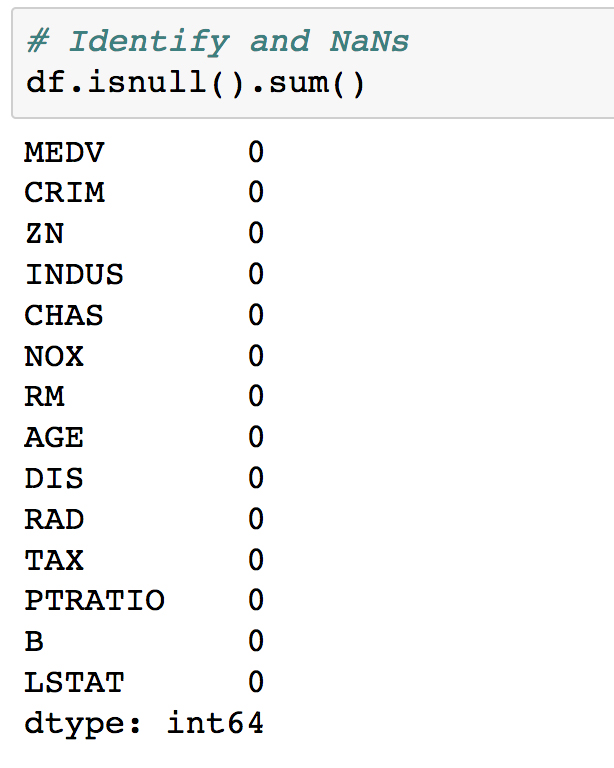 # Identify and NaNs
df.isnull().sum()
MEDV 0
CRIM 0
ZN 0
INDUS 0
CHAS 0
NOX 0
RM 0
AGE 0
DIS 0
RAD 0
TAX 0
PTRATIO 0
B 0
LSTAT 0
dtype: int64